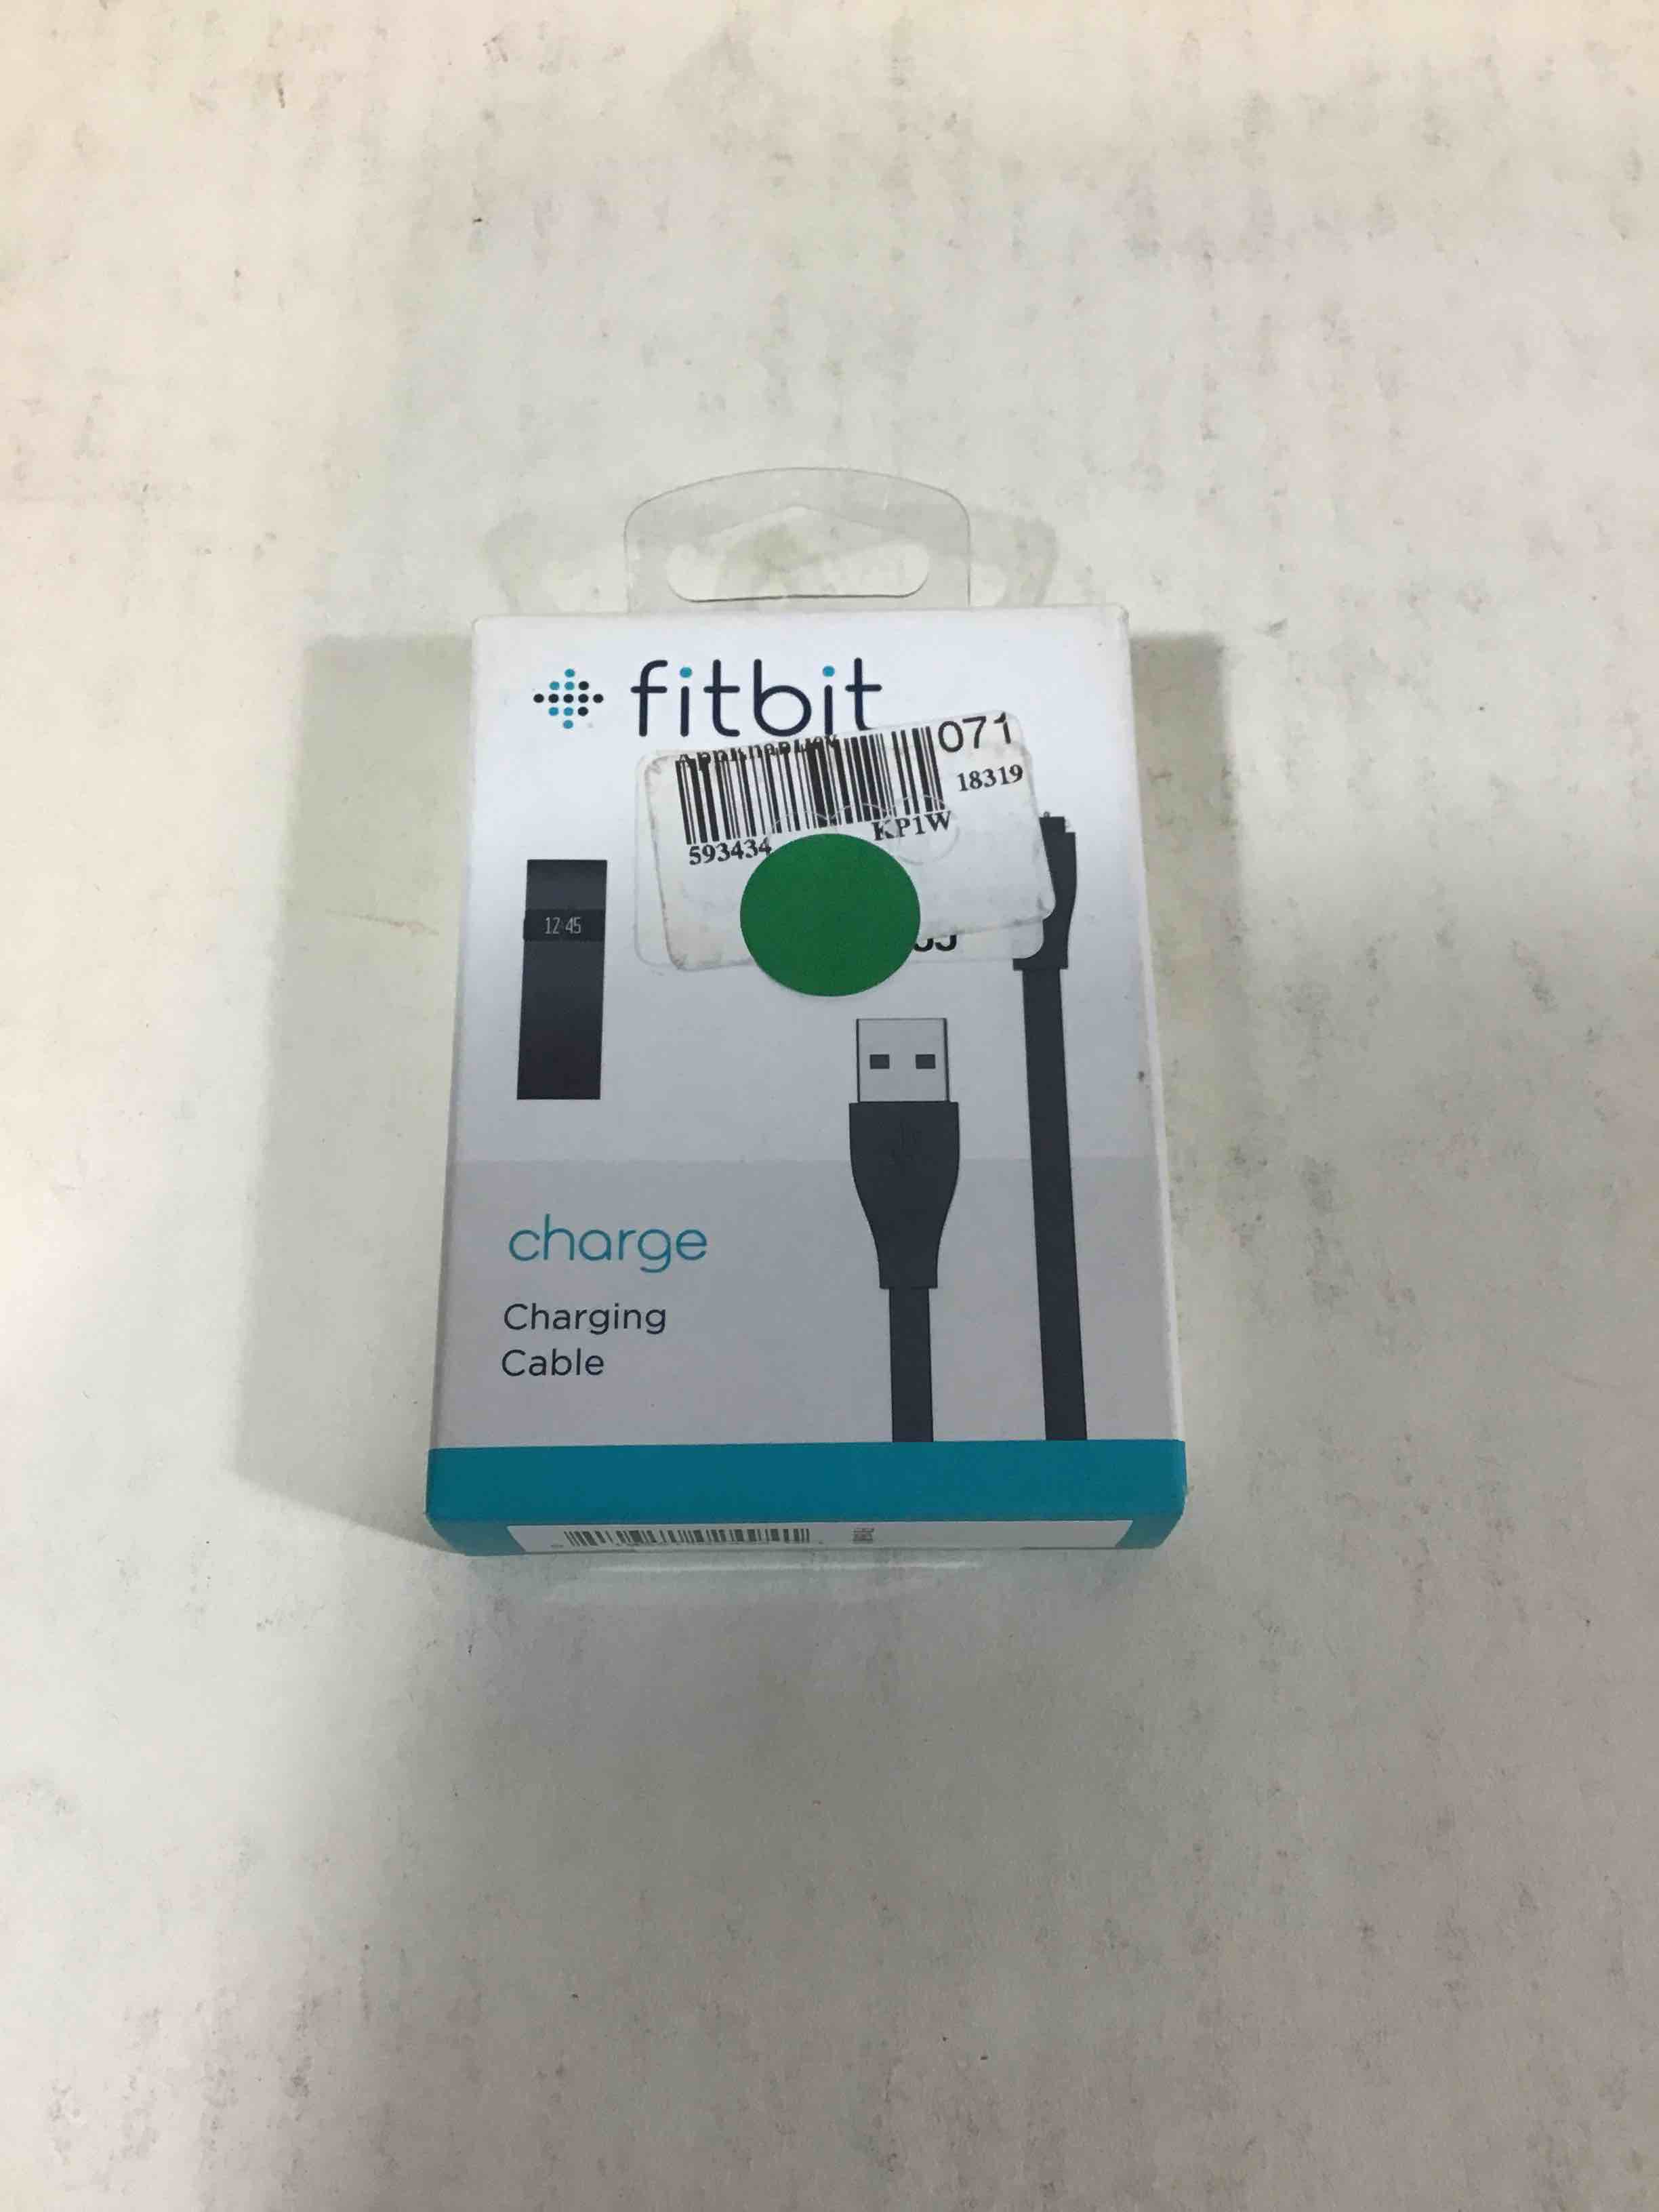 fitbit
071
18319
KP1W
593434
12 45
charge
Charging
Cable